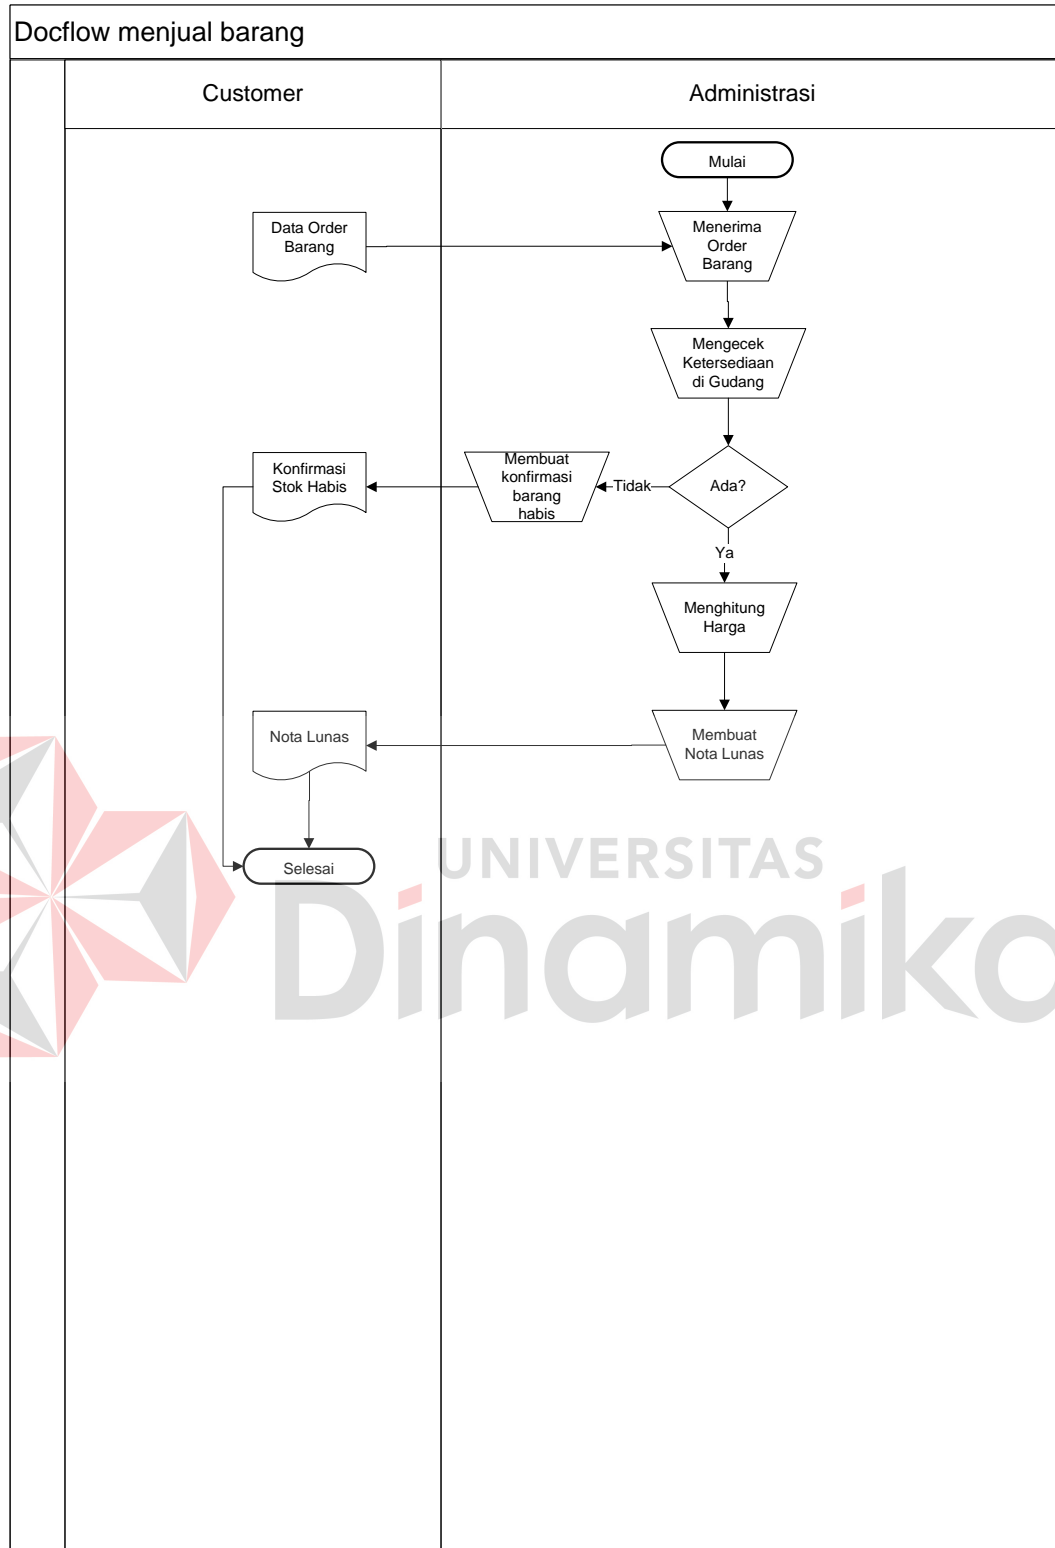 Docflow menjual barang
Customer
Administrasi
Mulai
Data Order
Barang
Menerima
Order
Barang
Mengecek
Ketersediaan
di Gudang
Konfirmasi
Stok Habis
Membuat
konfirmasi
barang
habis
Tidak
Ada?
Ya
Menghitung
Harga
Nota Lunas
Membuat
Nota Lunas
Selesai
UNIVERSITAS
Dinamika